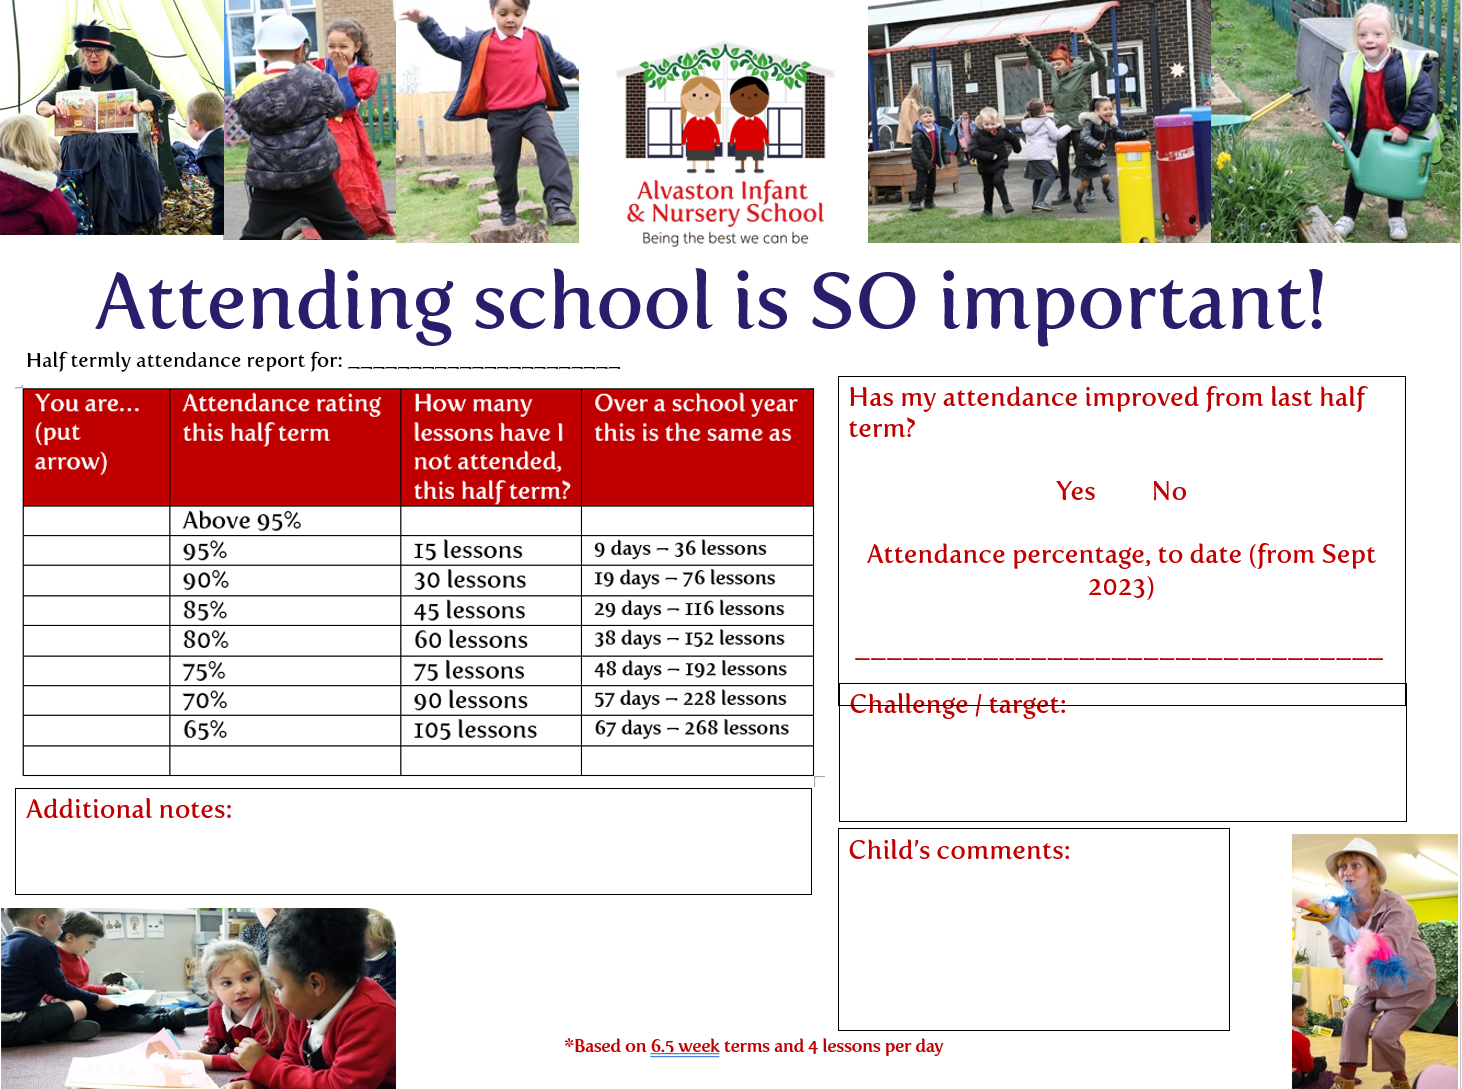 Alvaston Infant
& Nursery School
Being the best we can be
Attending school is SO important!
Half termly attendance report for: ______________________
You are… (put arrow) | Attendance rating this half term | How many lessons have I not attended, this half term? | Over a school year this is the same as
Above 95%
95% | 15 lessons | 9 days – 36 lessons
90% | 30 lessons | 19 days – 76 lessons
85% | 45 lessons | 29 days – 116 lessons
80% | 60 lessons | 38 days – 152 lessons
75% | 75 lessons | 48 days – 192 lessons
70% | 90 lessons | 57 days – 228 lessons
65% | 105 lessons | 67 days – 268 lessons
Additional notes:
Has my attendance improved from last half
term?
Yes No
Attendance percentage, to date (from Sept
2023)
_________________________________
Challenge / target:
Child’s comments:
*Based on 6.5 week terms and 4 lessons per day